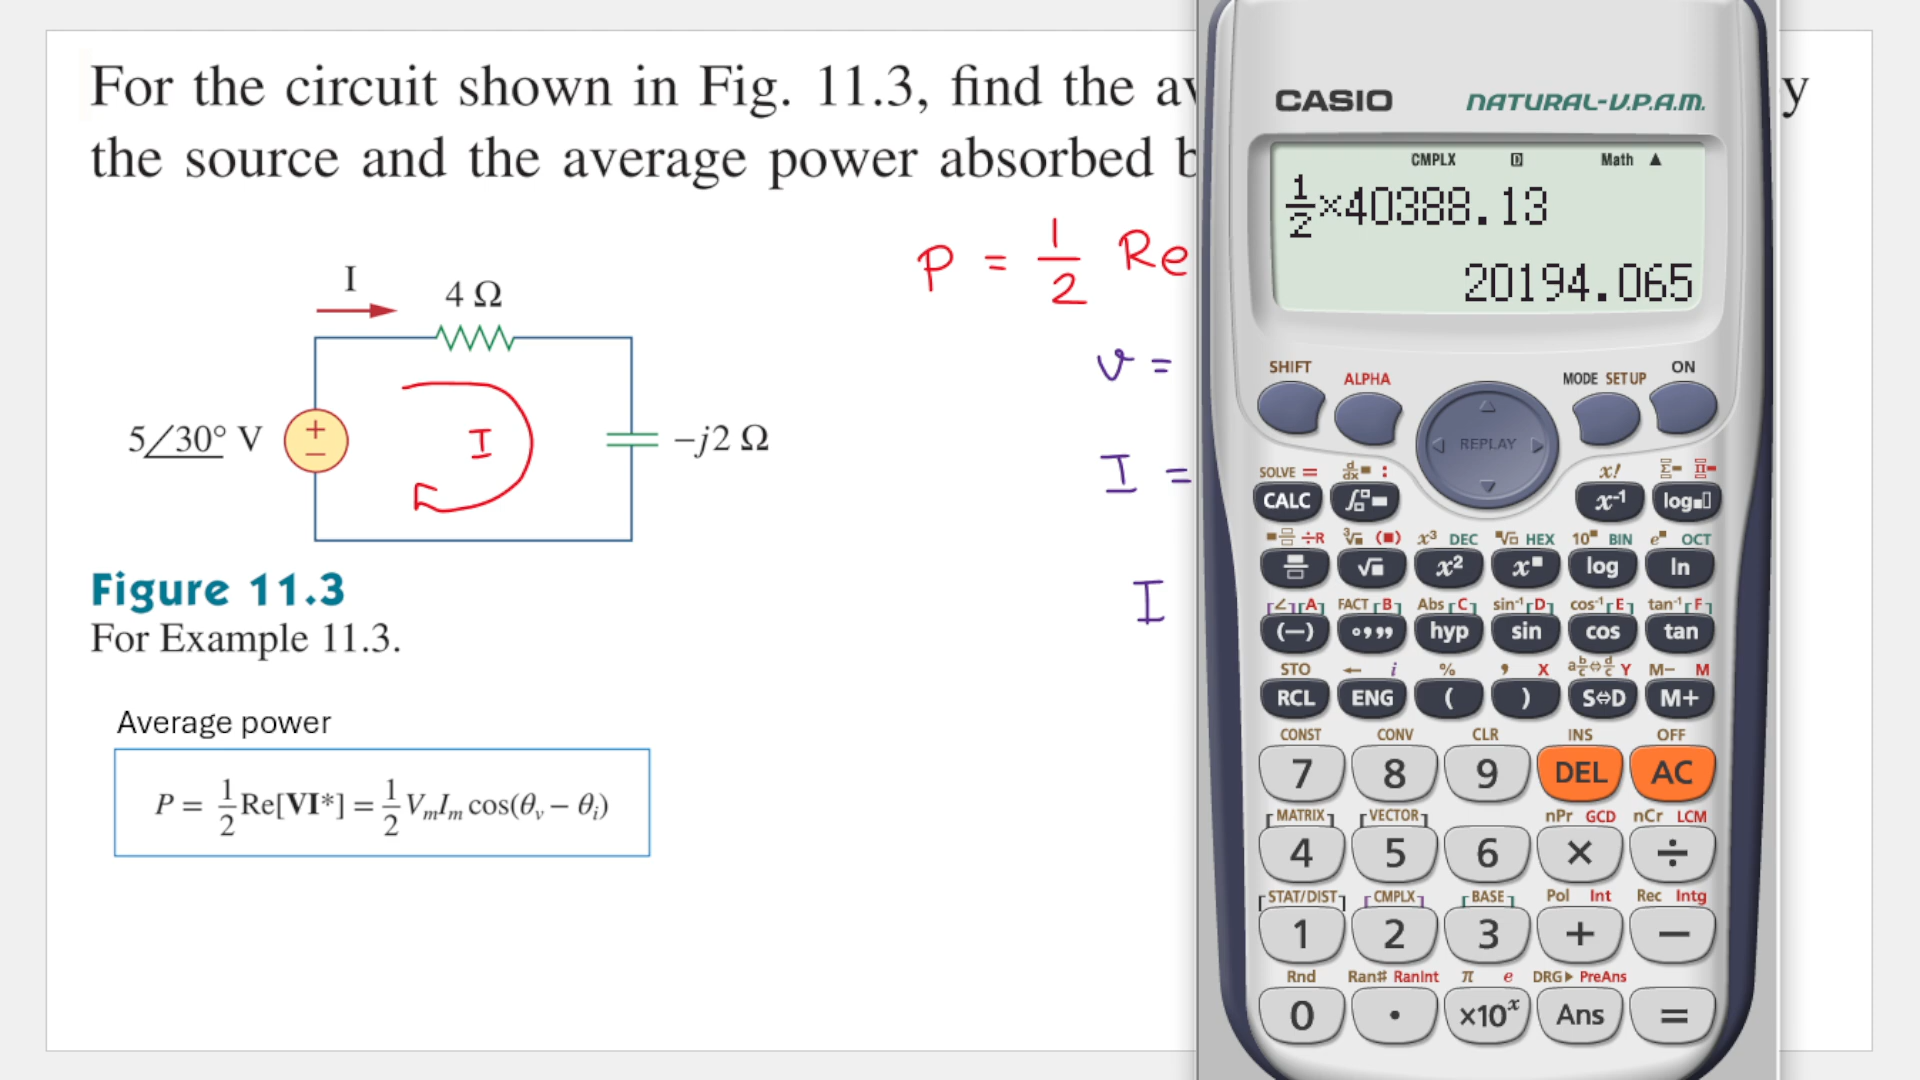 For the circuit shown in Fig. 11.3, find the av y
the source and the average power absorbed b
P = 1/2 Re
I
4 Ω
5∠30° V
+
−
I
−j2 Ω
v =
I =
I
Figure 11.3
For Example 11.3.
Average power
P = 1/2 Re[VI*] = 1/2 VmIm cos(θv − θi)
CASIO NATURAL-V.P.A.M.
CMPLX D Math ▲
1/2×40388.13
20194.065
SHIFT ALPHA MODE SETUP ON
REPLAY
SOLVE = d/dx : x! Σ Π
CALC ∫ x⁻¹ log
÷R ³√ x³ DEC √ HEX 10 BIN e OCT
√ x² x log ln
∠ A FACT B Abs C sin⁻¹ D cos⁻¹ E tan⁻¹ F
(−) °,,, hyp sin cos tan
STO ← i % , X a b/c⇔d/c Y M− M
RCL ENG ( ) S⇔D M+
CONST CONV CLR INS OFF
7 8 9 DEL AC
MATRIX VECTOR nPr GCD nCr LCM
4 5 6 × ÷
STAT/DIST CMPLX BASE Pol Int Rec Intg
1 2 3 + −
Rnd Ran# RanInt π e DRG▶ PreAns
0 . ×10ˣ Ans =